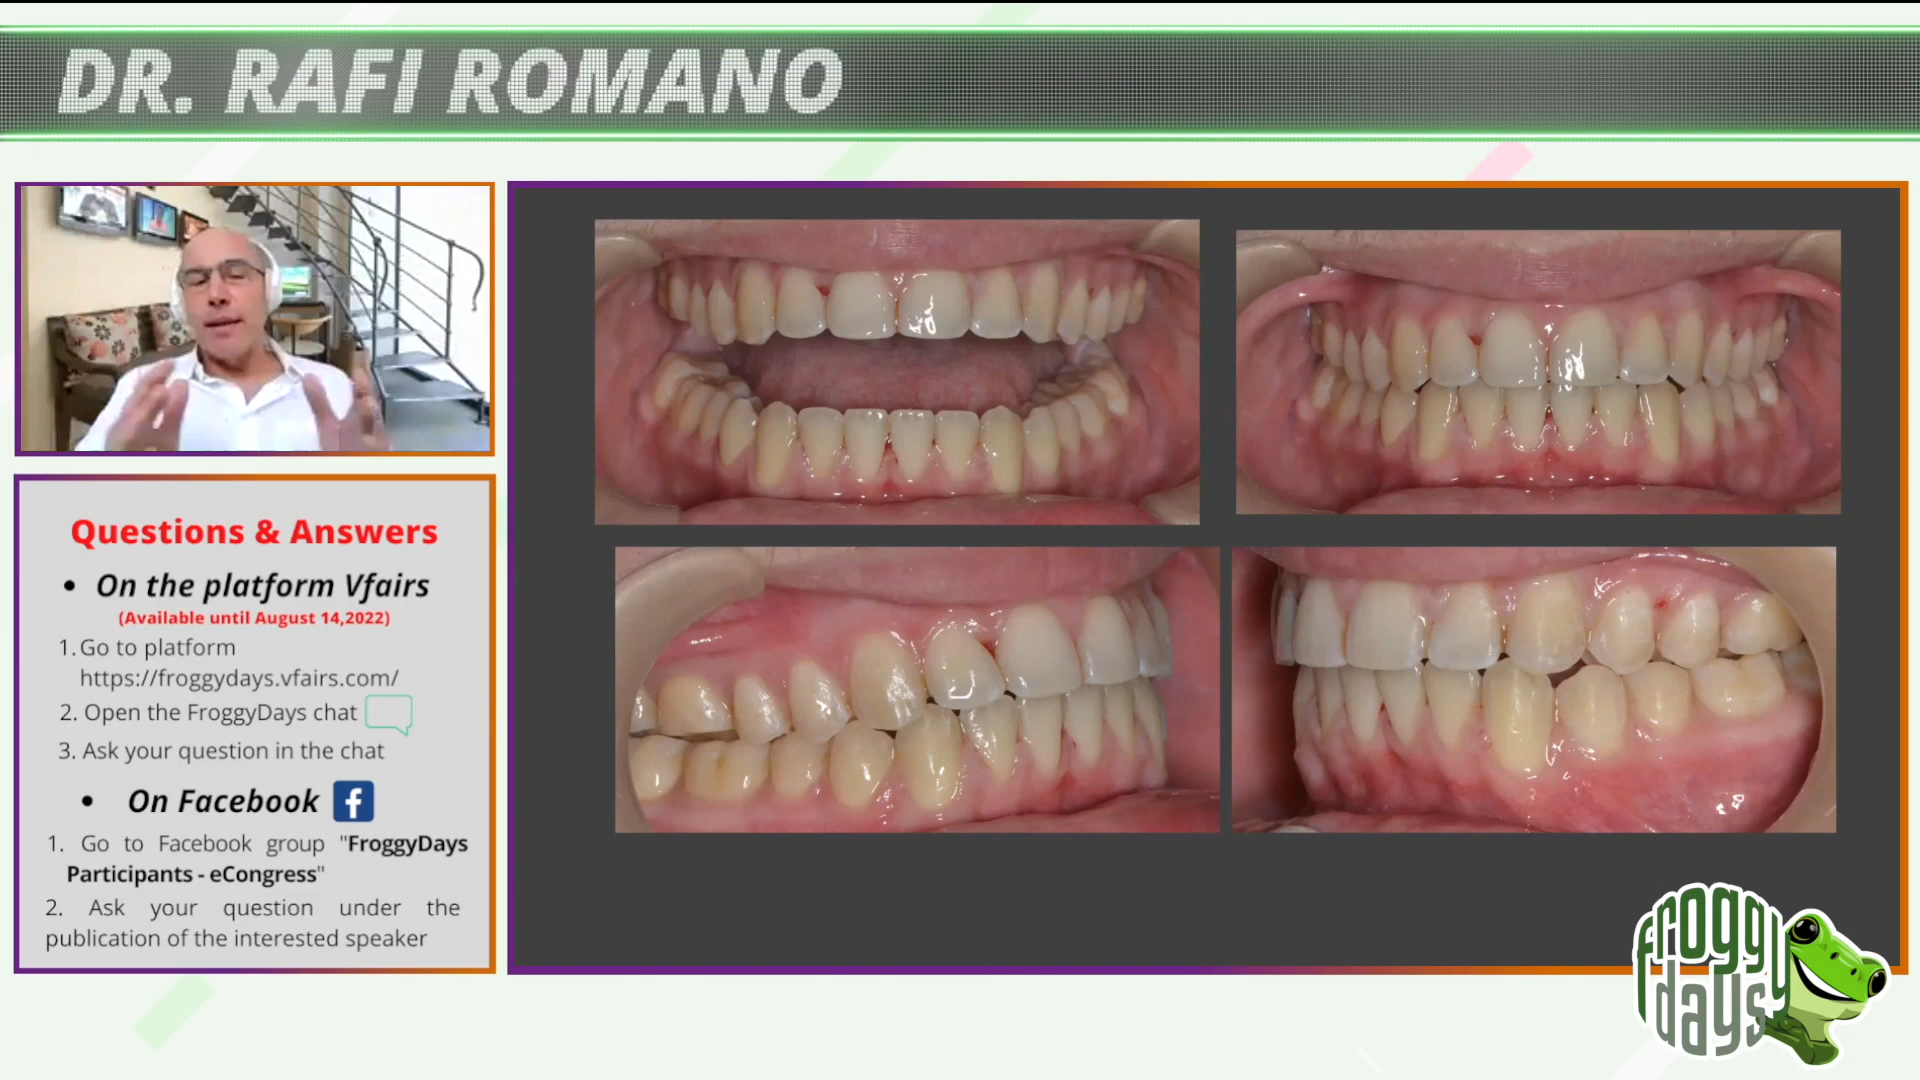 DR. RAFI ROMANO
Questions & Answers
• On the platform Vfairs
(Available until August 14,2022)
1. Go to platform
https://froggydays.vfairs.com/
2. Open the FroggyDays chat
3. Ask your question in the chat
• On Facebook f
1. Go to Facebook group "FroggyDays
Participants - eCongress"
2. Ask your question under the
publication of the interested speaker
froggy
days